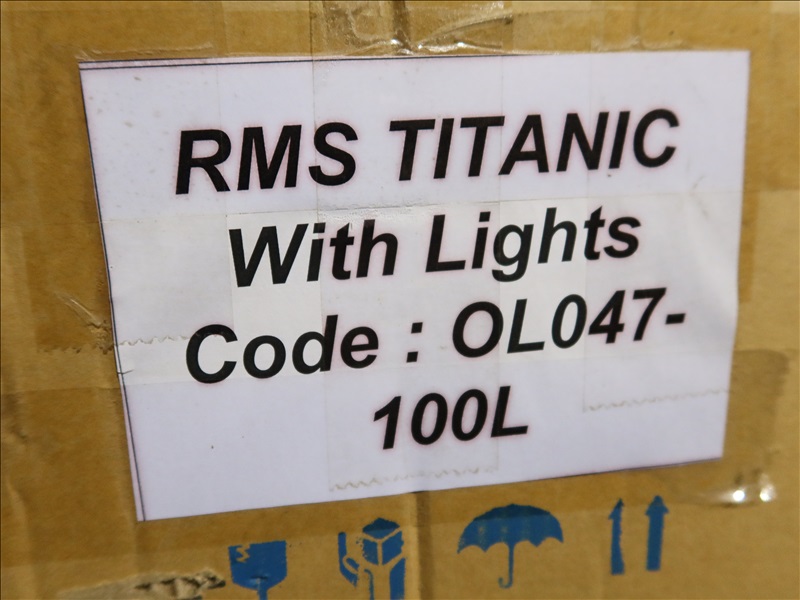 RMS TITANIC
With Lights
Code : OL047-
100L